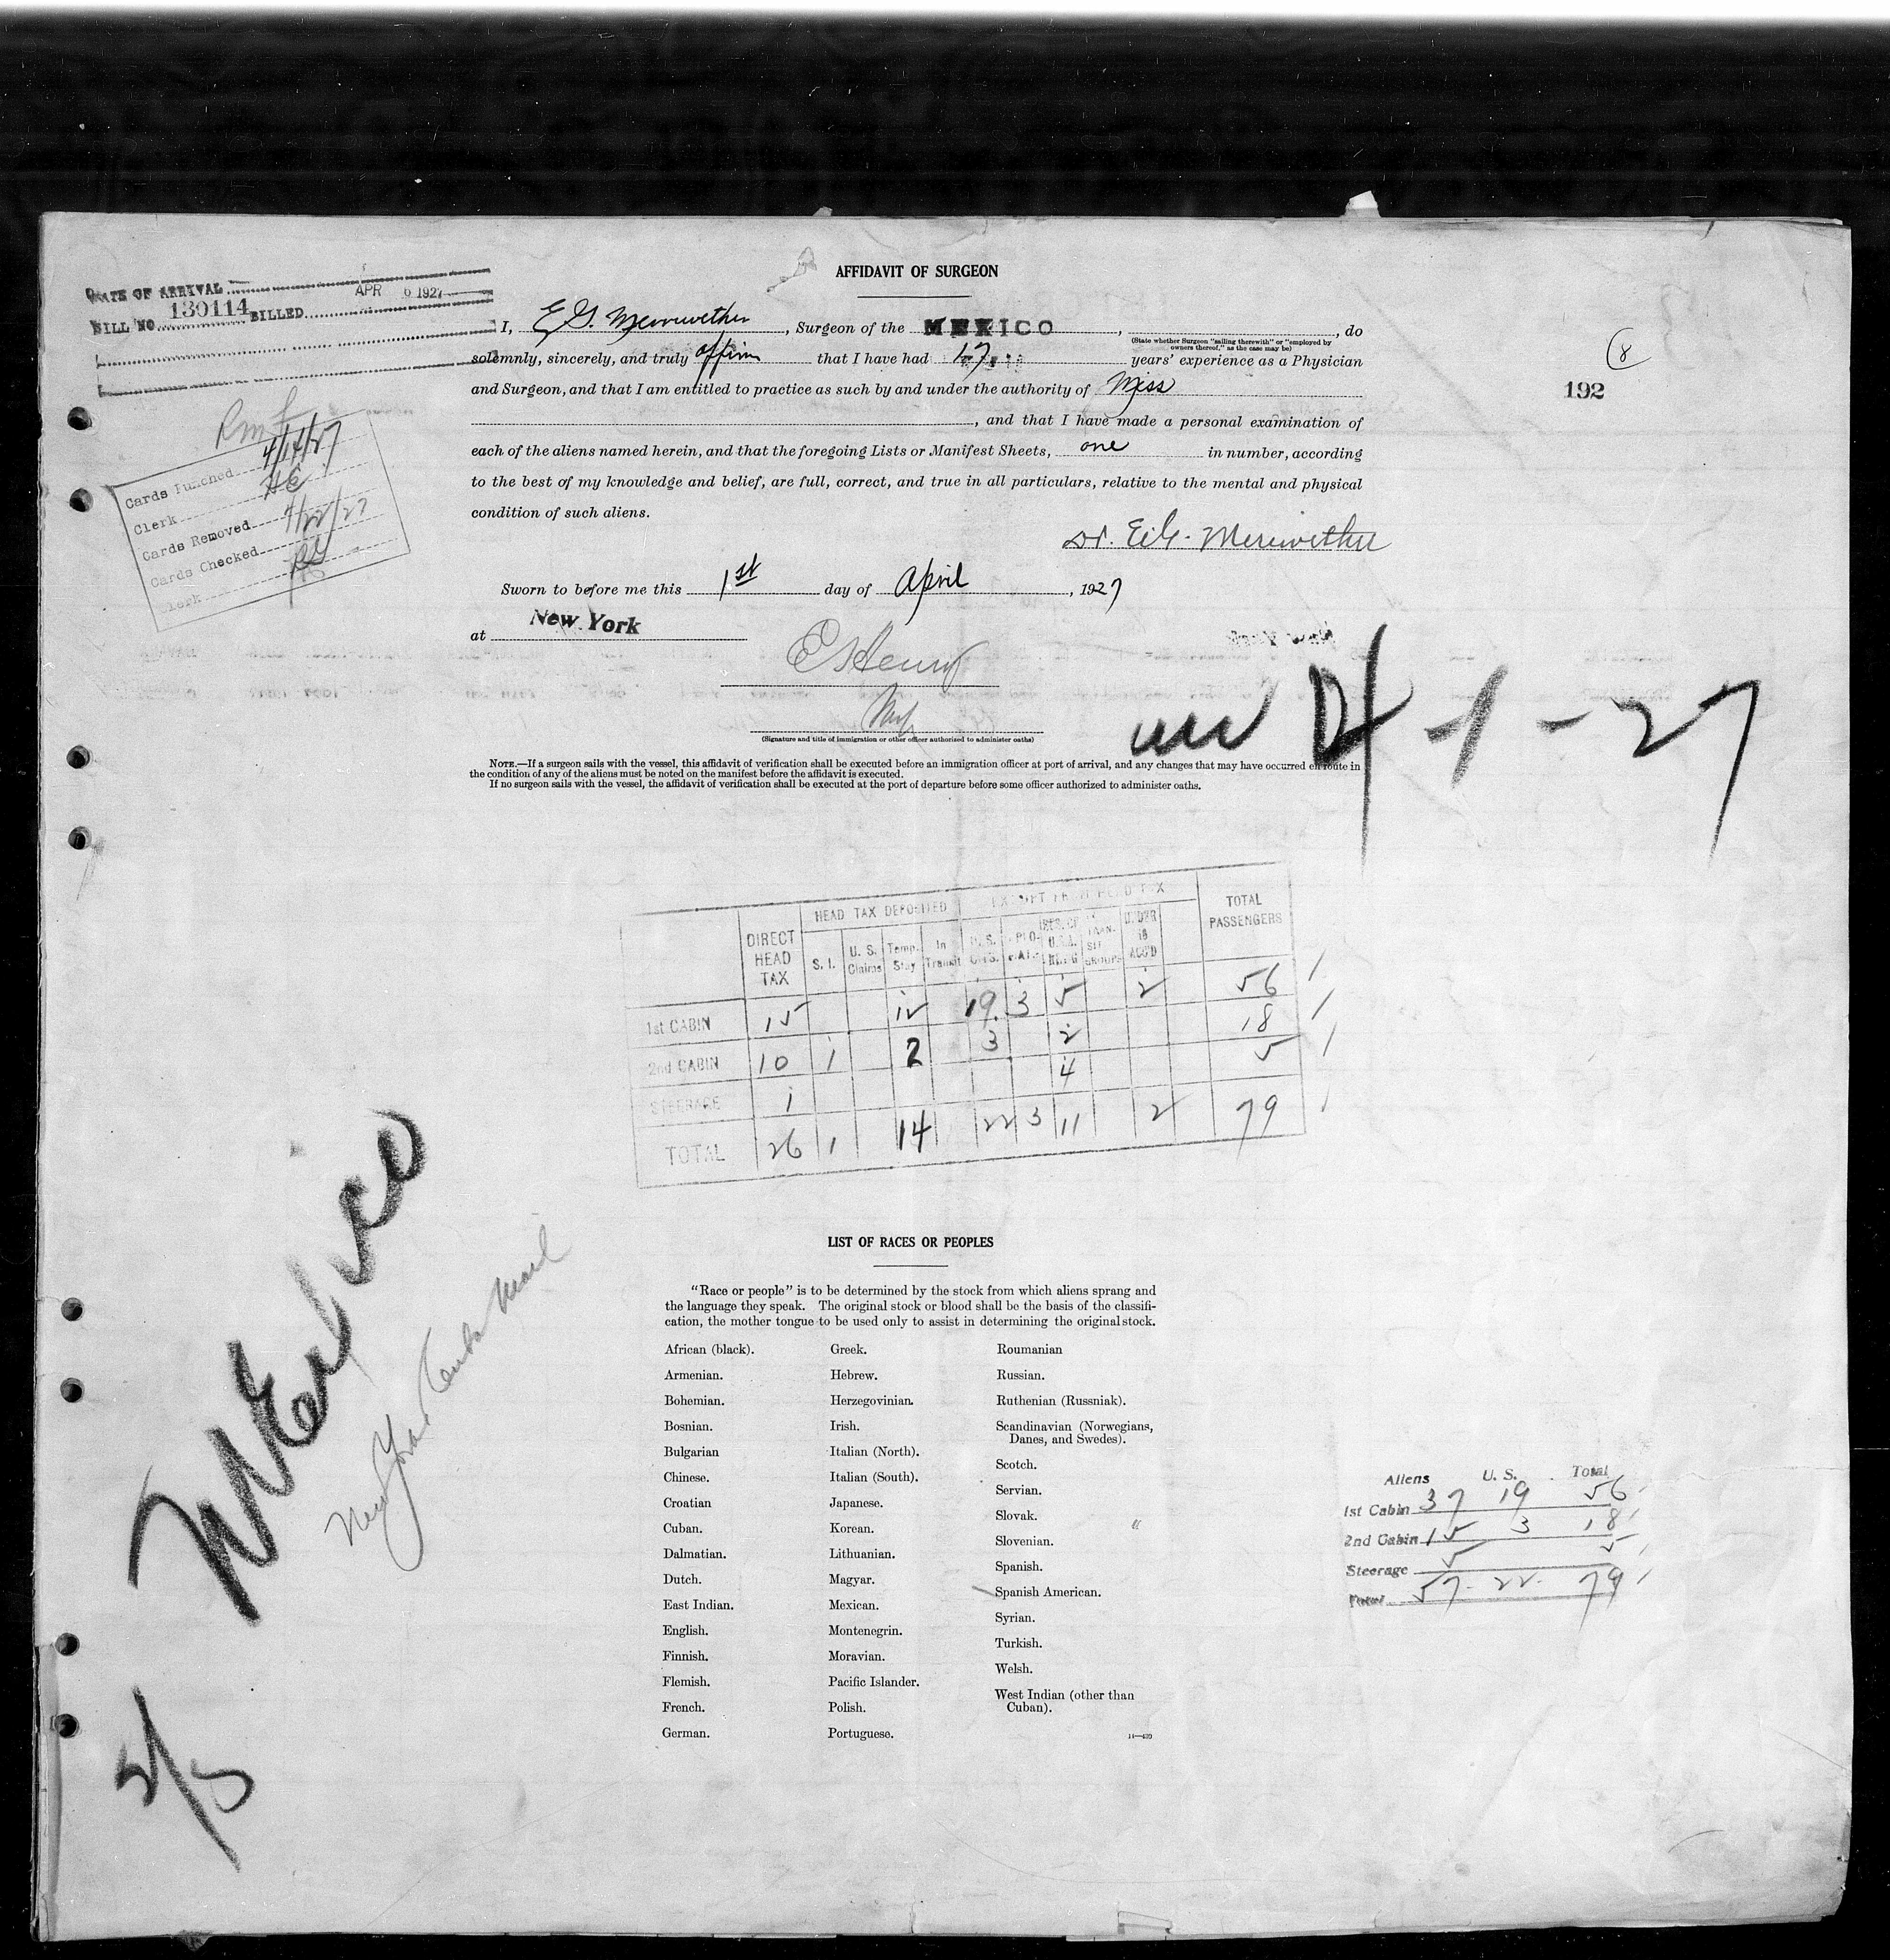 AFFIDAVIT OF SURGEON
DATE OF ARRIVAL APR 6 1927
BILL NO. 130114 BILLED
I, E G. Meriwether, Surgeon of the MEXICO, , do
(State whether Surgeon "sailing therewith" or "employed by owners thereof," as the case may be)
solemnly, sincerely, and truly affirm that I have had 17 years' experience as a Physician
and Surgeon, and that I am entitled to practice as such by and under the authority of Miss
, and that I have made a personal examination of
each of the aliens named herein, and that the foregoing Lists or Manifest Sheets, one in number, according
to the best of my knowledge and belief, are full, correct, and true in all particulars, relative to the mental and physical
condition of such aliens.
Dr. E.G. Meriwether
Sworn to before me this 1st day of April, 1927
at New York
(Signature and title of immigration or other officer authorized to administer oaths)
NOTE.—If a surgeon sails with the vessel, this affidavit of verification shall be executed before an immigration officer at port of arrival, and any changes that may have occurred en route in
the condition of any of the aliens must be noted on the manifest before the affidavit is executed.
If no surgeon sails with the vessel, the affidavit of verification shall be executed at the port of departure before some officer authorized to administer oaths.
8
192
Cards Punched 4/14/27
Clerk HE
Cards Removed 4/22/27
Cards Checked
Clerk
4-1-27
HEAD TAX DEPOSITED EXEMPT FROM HEAD TAX
DIRECT HEAD TAX S. I. U. S. Claims Temp. Stay In Transit U. S. CITS. UNDER 16 ACC'D TOTAL PASSENGERS
1st CABIN 15 12 19 3 5 2 56
2nd CABIN 10 1 2 3 2 18
STEERAGE 1 4 5
TOTAL 26 1 14 22 3 11 2 79
Mexico
New York Cuba Mail
5/5
LIST OF RACES OR PEOPLES
"Race or people" is to be determined by the stock from which aliens sprang and
the language they speak. The original stock or blood shall be the basis of the classifi-
cation, the mother tongue to be used only to assist in determining the original stock.
African (black).
Armenian.
Bohemian.
Bosnian.
Bulgarian
Chinese.
Croatian
Cuban.
Dalmatian.
Dutch.
East Indian.
English.
Finnish.
Flemish.
French.
German.
Greek.
Hebrew.
Herzegovinian.
Irish.
Italian (North).
Italian (South).
Japanese.
Korean.
Lithuanian.
Magyar.
Mexican.
Montenegrin.
Moravian.
Pacific Islander.
Polish.
Portuguese.
Roumanian
Russian.
Ruthenian (Russniak).
Scandinavian (Norwegians,
Danes, and Swedes).
Scotch.
Servian.
Slovak.
Slovenian.
Spanish.
Spanish American.
Syrian.
Turkish.
Welsh.
West Indian (other than
Cuban).
Aliens U. S. Total
1st Cabin 37 19 56
2nd Cabin 15 3 18
Steerage 5 5
Total 57 22 79